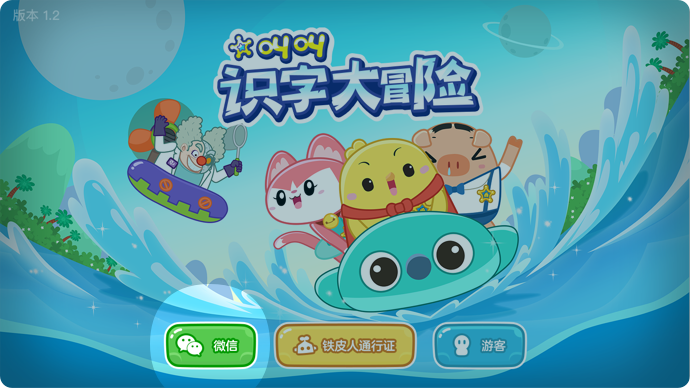 版本 1.2
叫叫
识字大冒险
微信
铁皮人通行证
游客